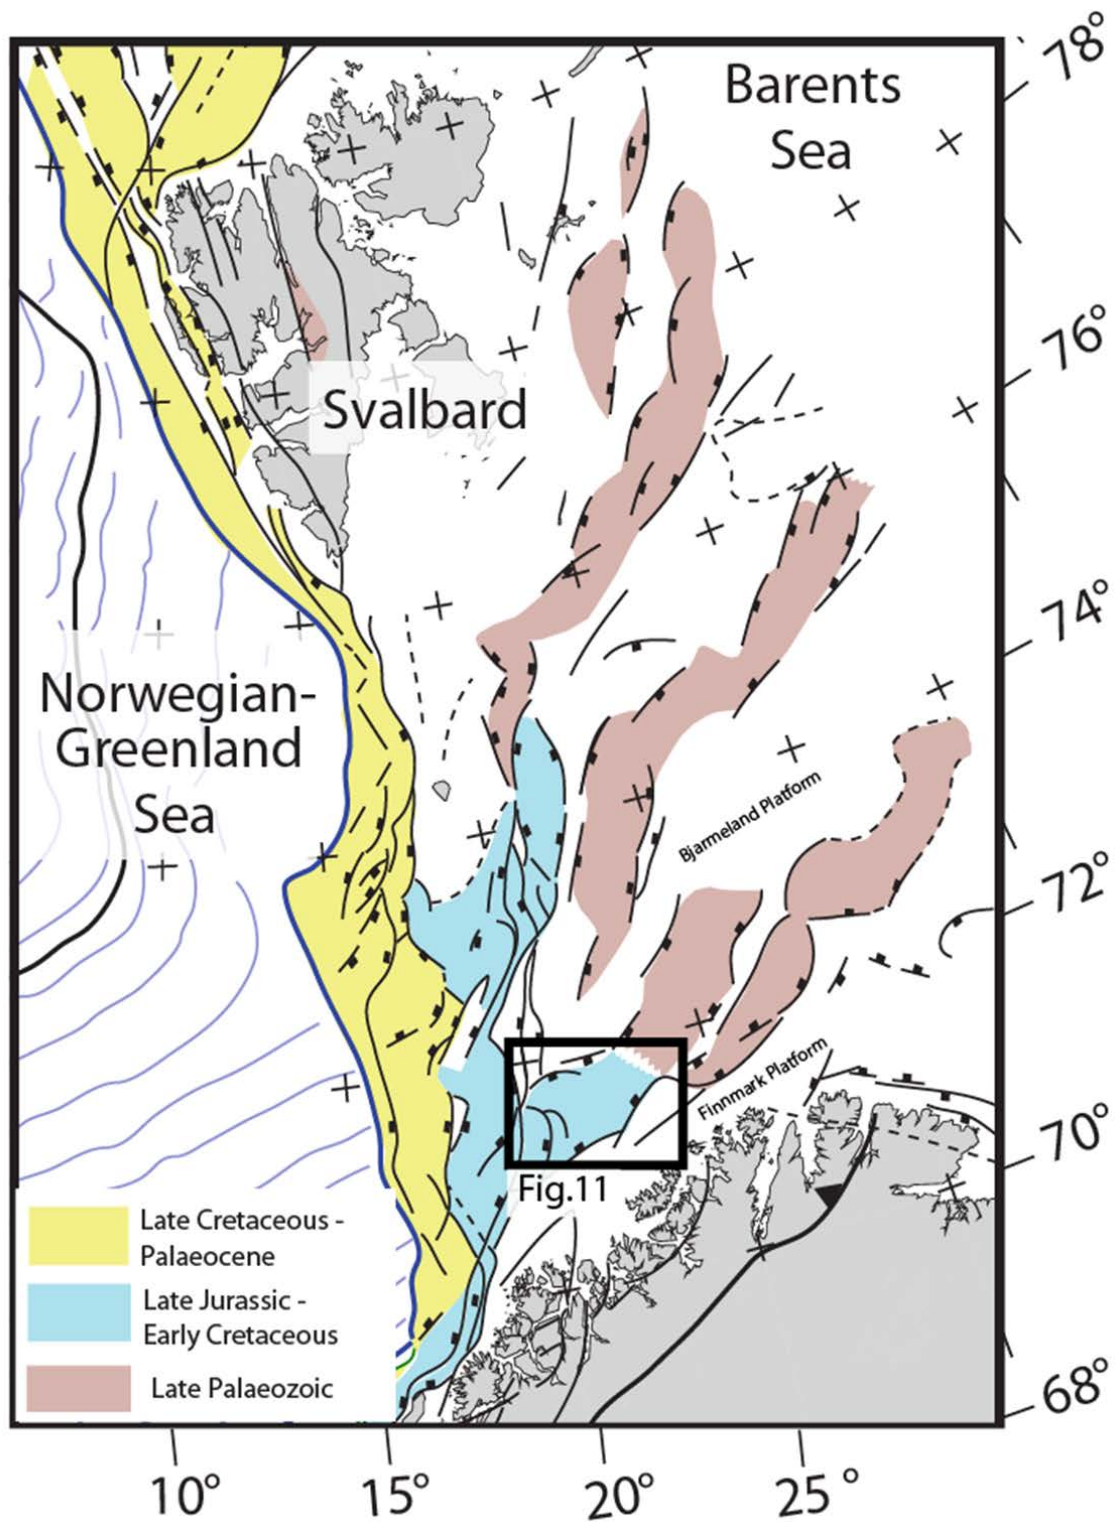 Barents
Sea
78°
76°
Svalbard
74°
Norwegian-
Greenland
Sea
Bjarmeland Platform
72°
Finnmark Platform
70°
Fig.11
Late Cretaceous -
Palaeocene
Late Jurassic -
Early Cretaceous
Late Palaeozoic
68°
10°
15°
20°
25°